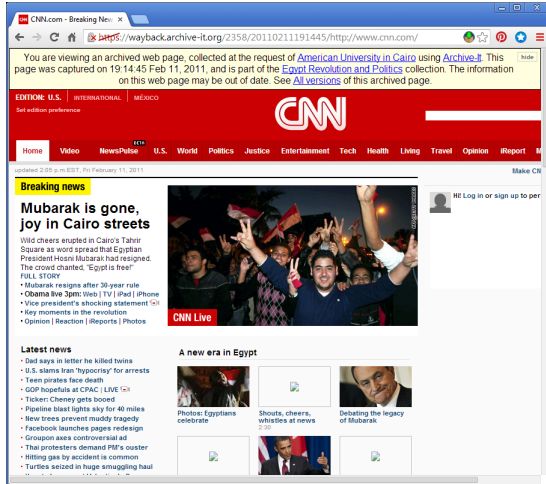 CNN.com - Breaking New
https://wayback.archive-it.org/2358/20110211191445/http://www.cnn.com/
You are viewing an archived web page, collected at the request of American University in Cairo using Archive-It. This
hide
page was captured on 19:14:45 Feb 11, 2011, and is part of the Egypt Revolution and Politics collection. The information
on this web page may be out of date. See All versions of this archived page.
EDITION: U.S. INTERNATIONAL MÉXICO
Set edition preference
CNN
BETA
Home Video NewsPulse U.S. World Politics Justice Entertainment Tech Health Living Travel Opinion iReport M
updated 2:05 p.m.EST, Fri February 11, 2011
Make CN
Breaking news
Mubarak is gone,
joy in Cairo streets
Wild cheers erupted in Cairo's Tahrir
Square as word spread that Egyptian
President Hosni Mubarak had resigned.
The crowd chanted, "Egypt is free!"
FULL STORY
• Mubarak resigns after 30-year rule
• Obama live 3pm: Web | TV | iPad | iPhone
• Vice president's shocking statement
• Key moments in the revolution
• Opinion | Reaction | iReports | Photos
CNN Live
Hi! Log in or sign up to per
Latest news
• Dad says in letter he killed twins
• U.S. slams Iran 'hypocrisy' for arrests
• Teen pirates face death
• GOP hopefuls at CPAC | LIVE
• Ticker: Cheney gets booed
• Pipeline blast lights sky for 40 miles
• New trees prevent muddy tragedy
• Facebook launches pages redesign
• Groupon axes controversial ad
• Thai protesters demand PM's ouster
• Hitting gas by accident is common
• Turtles seized in huge smuggling haul
A new era in Egypt
Photos: Egyptians
celebrate
Shouts, cheers,
whistles at news
2:30
Debating the legacy
of Mubarak